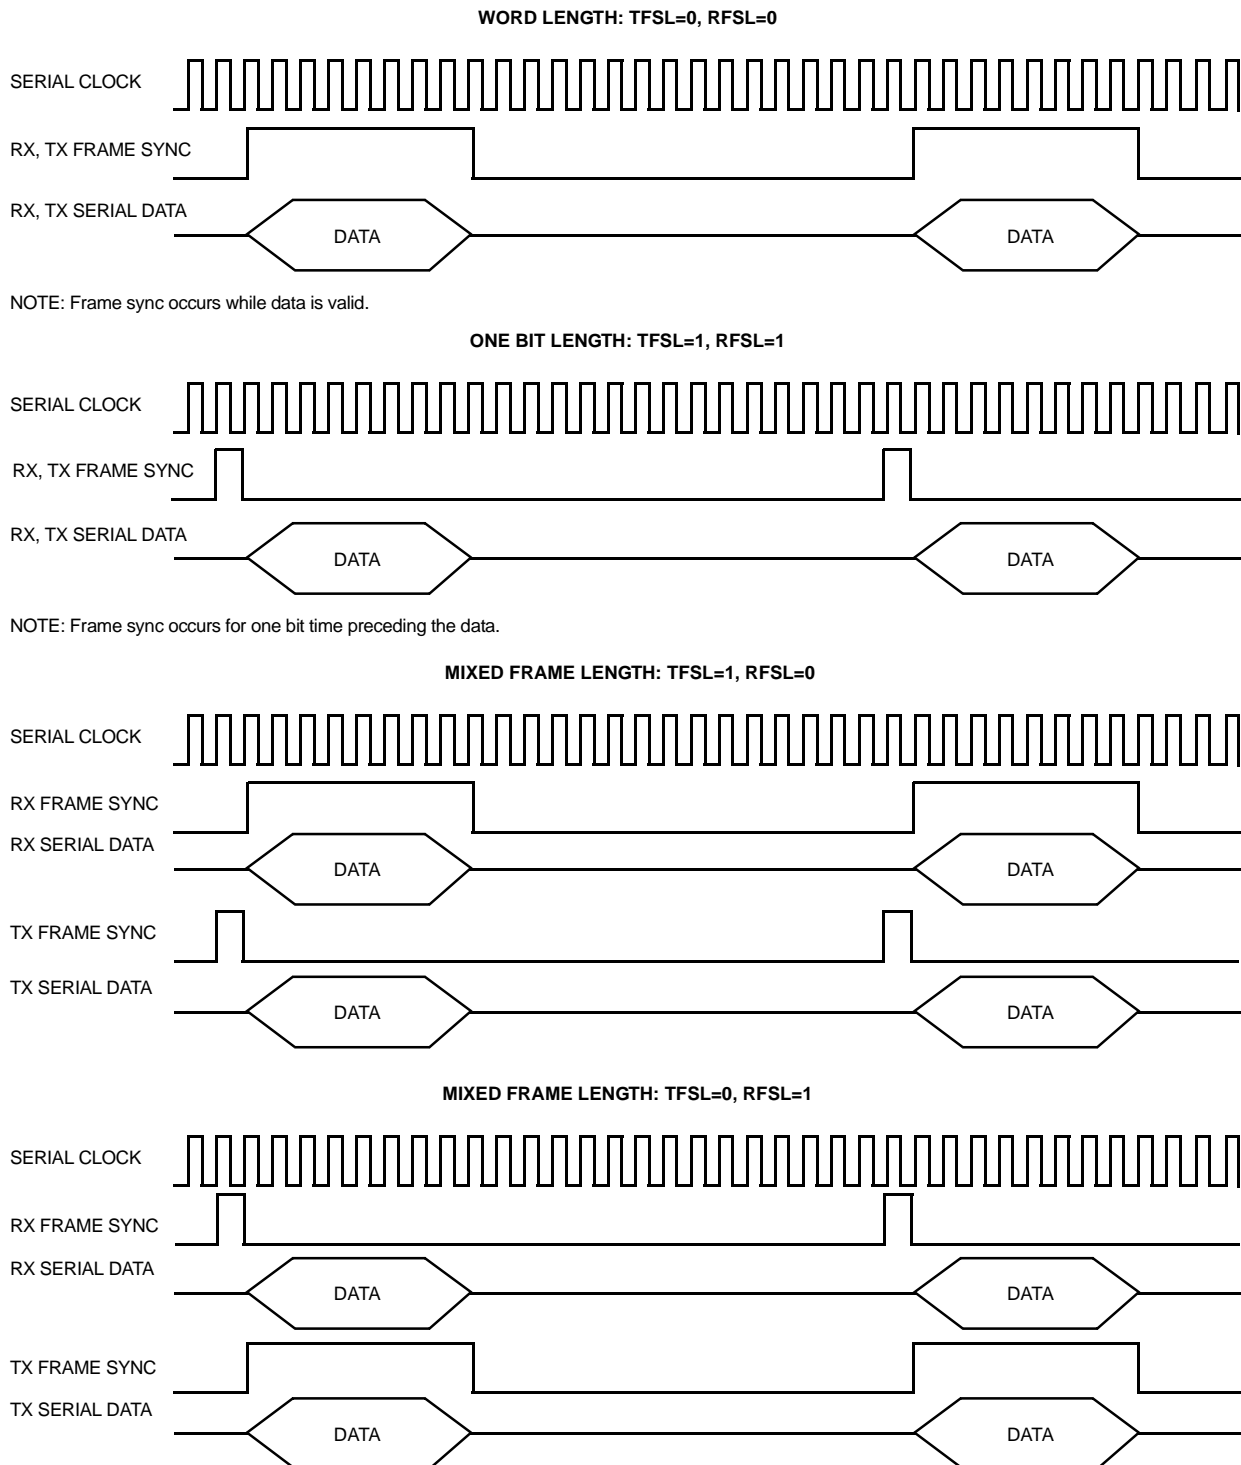 WORD LENGTH: TFSL=0, RFSL=0
SERIAL CLOCK
RX, TX FRAME SYNC
RX, TX SERIAL DATA
DATA DATA
NOTE: Frame sync occurs while data is valid.
ONE BIT LENGTH: TFSL=1, RFSL=1
SERIAL CLOCK
RX, TX FRAME SYNC
RX, TX SERIAL DATA
DATA DATA
NOTE: Frame sync occurs for one bit time preceding the data.
MIXED FRAME LENGTH: TFSL=1, RFSL=0
SERIAL CLOCK
RX FRAME SYNC
RX SERIAL DATA
DATA DATA
TX FRAME SYNC
TX SERIAL DATA
DATA DATA
MIXED FRAME LENGTH: TFSL=0, RFSL=1
SERIAL CLOCK
RX FRAME SYNC
RX SERIAL DATA
DATA DATA
TX FRAME SYNC
TX SERIAL DATA
DATA DATA